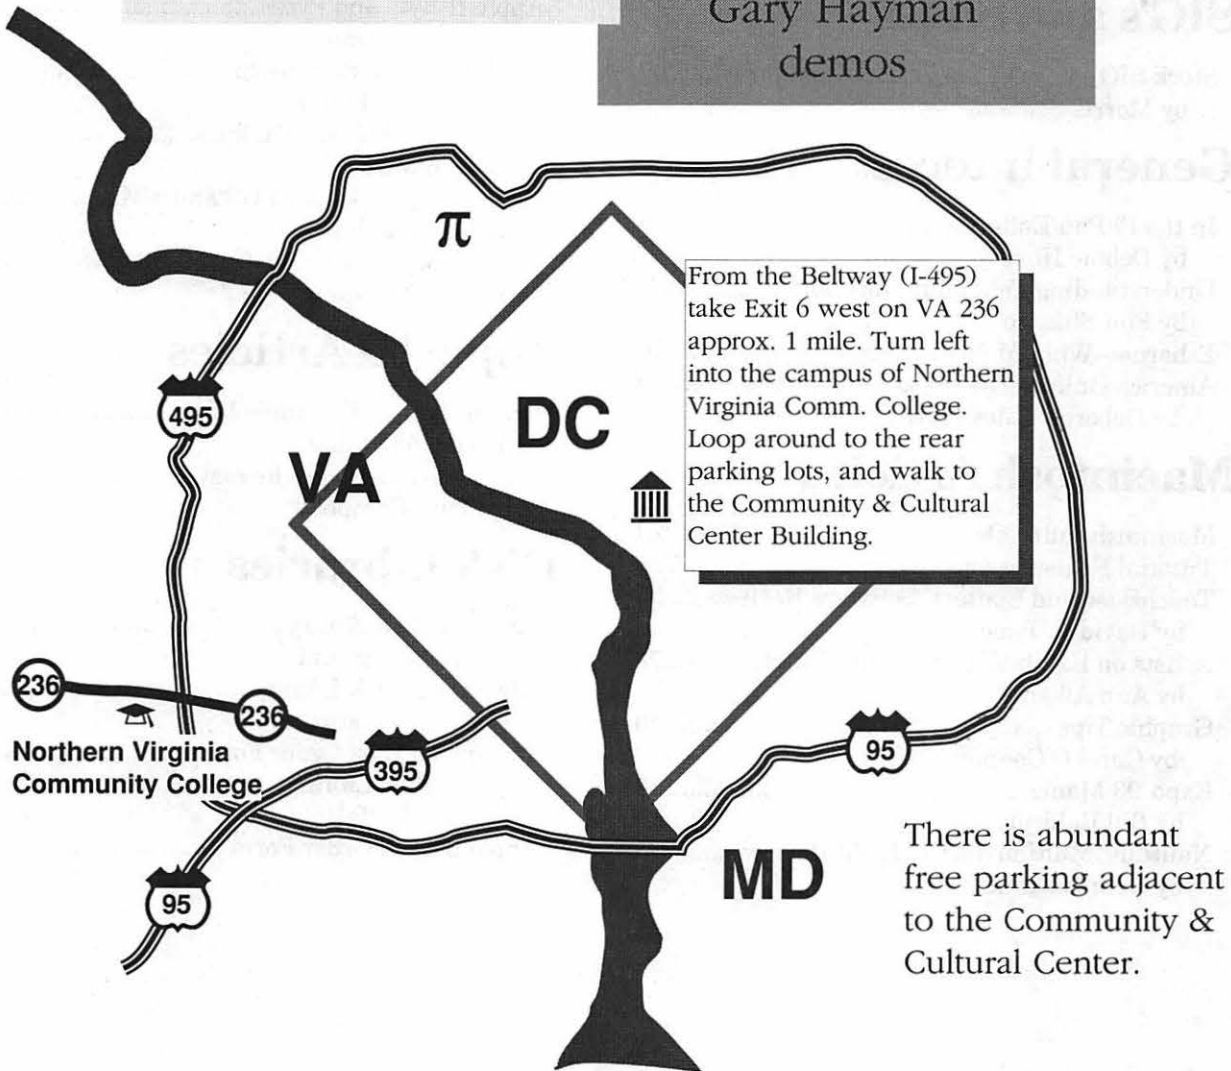 Gary Hayman
demos
π
From the Beltway (I-495)
take Exit 6 west on VA 236
approx. 1 mile. Turn left
into the campus of Northern
Virginia Comm. College.
Loop around to the rear
parking lots, and walk to
the Community & Cultural
Center Building.
495
DC
VA
236
236
Northern Virginia
Community College
395
95
95
MD
There is abundant
free parking adjacent
to the Community &
Cultural Center.